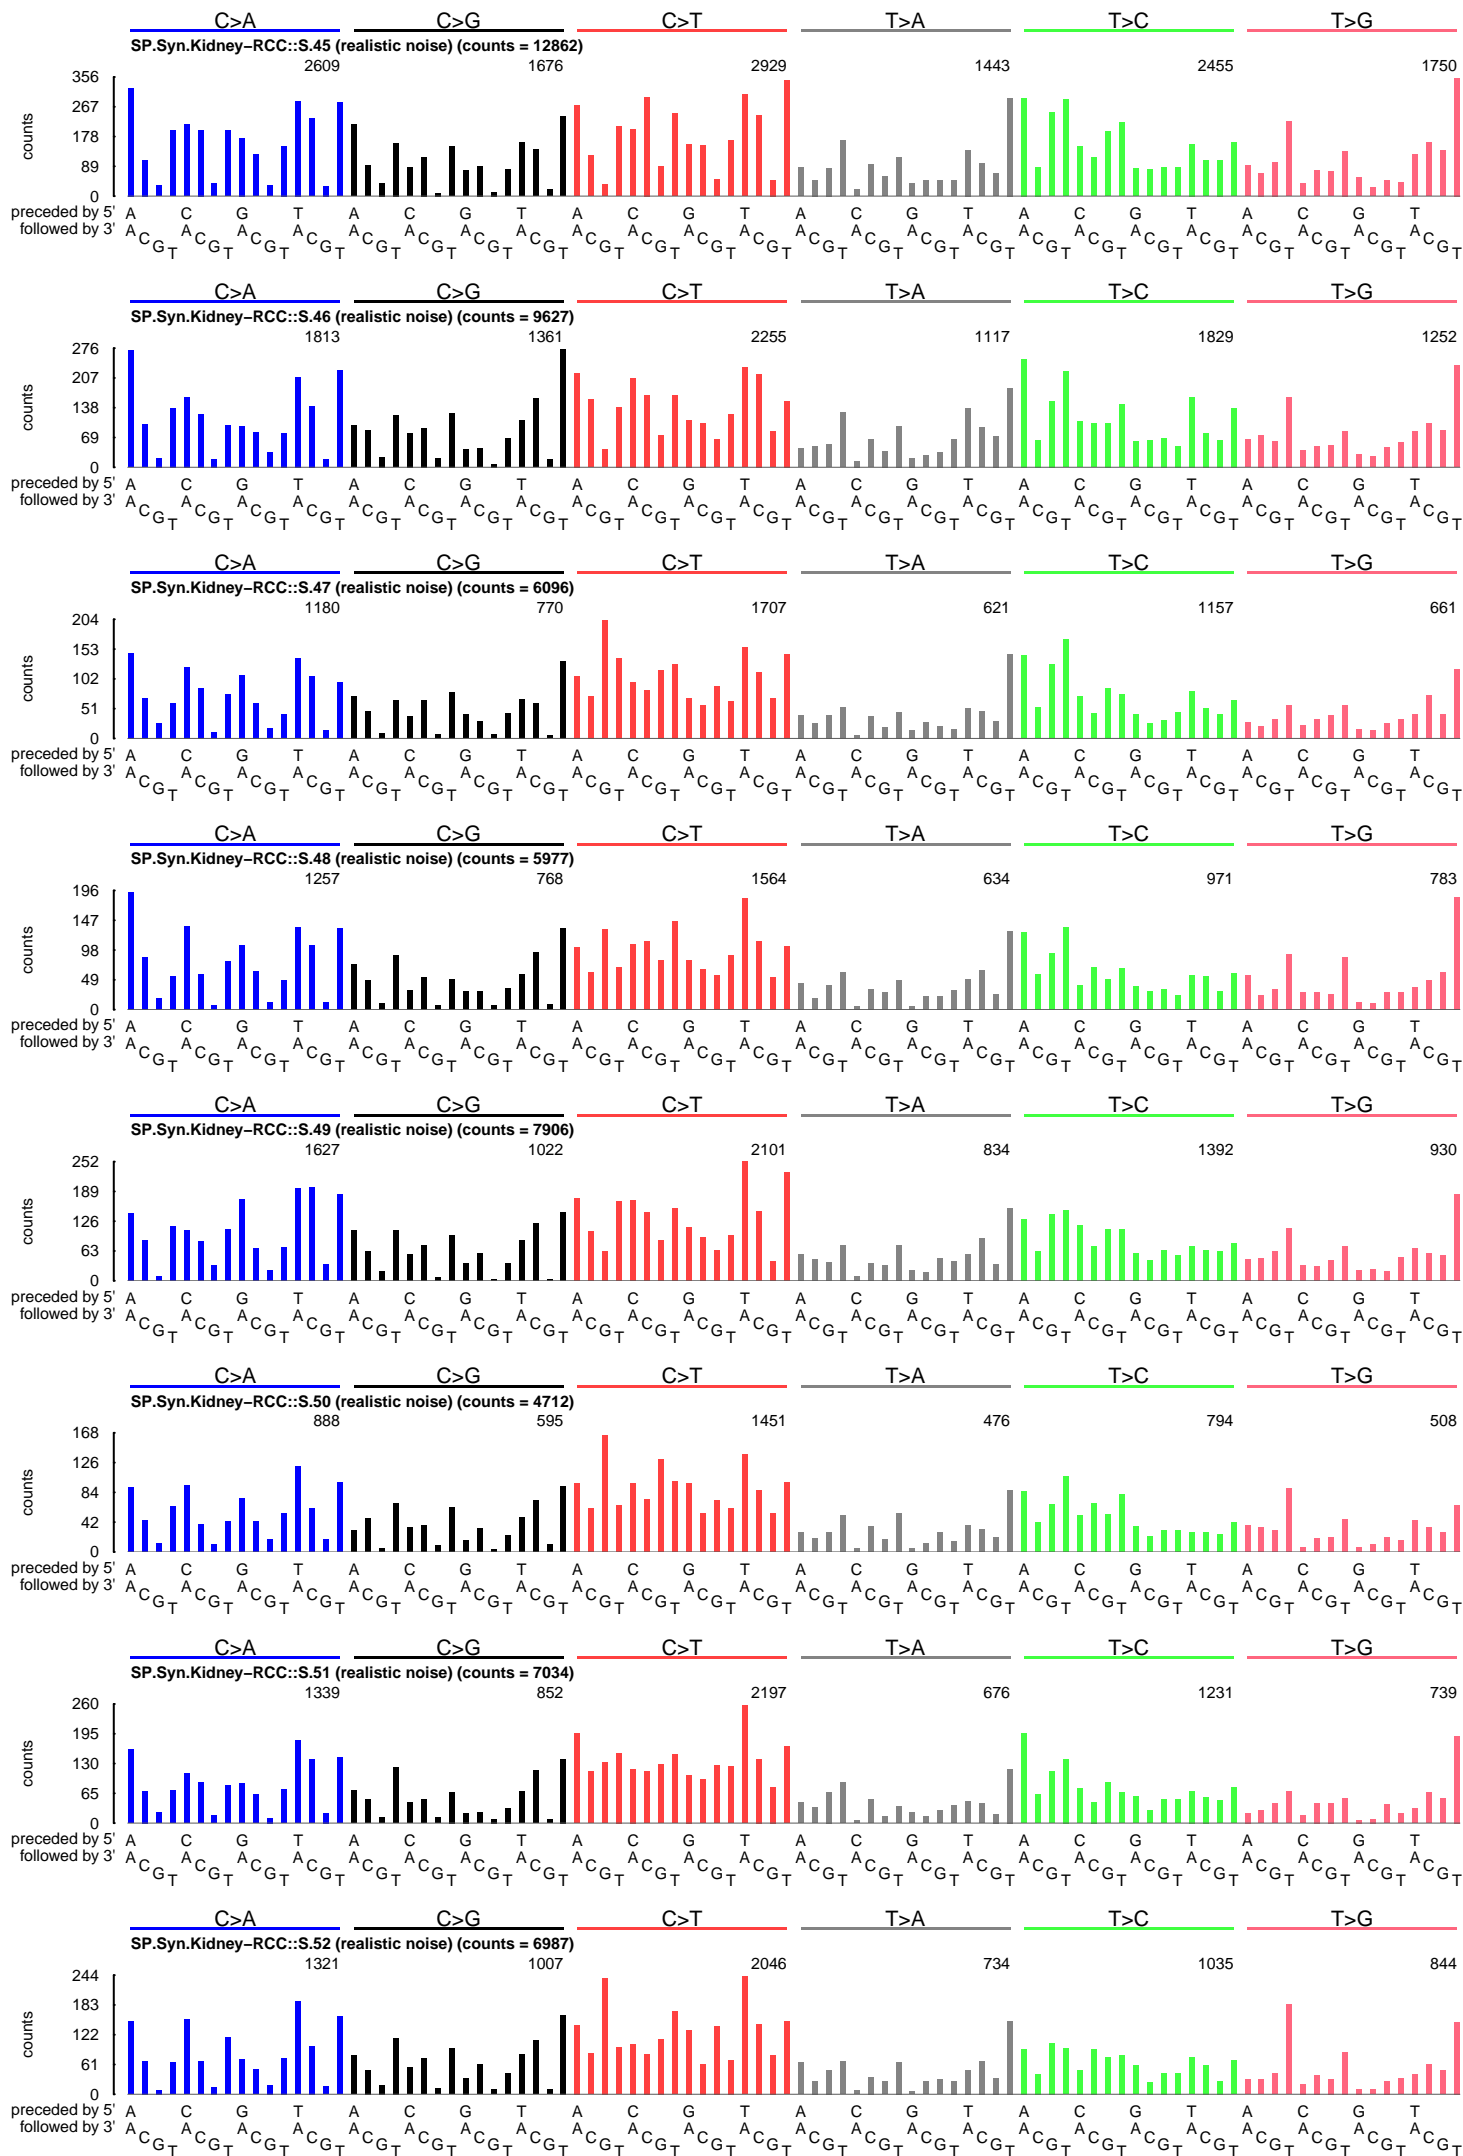 C>A C>G C>T T>A T>C T>G
SP.Syn.Kidney−RCC::S.45 (realistic noise) (counts = 12862)
2609 1676 2929 1443 2455 1750
356
267
178
89
0
counts
preceded by 5' A C G T A C G T A C G T A C G T A C G T A C G T
followed by 3' A C G T A C G T A C G T A C G T A C G T A C G T A C G T A C G T A C G T A C G T A C G T A C G T A C G T A C G T A C G T A C G T A C G T A C G T A C G T A C G T A C G T A C G T A C G T A C G T
C>A C>G C>T T>A T>C T>G
SP.Syn.Kidney−RCC::S.46 (realistic noise) (counts = 9627)
1813 1361 2255 1117 1829 1252
276
207
138
69
0
counts
preceded by 5' A C G T A C G T A C G T A C G T A C G T A C G T
followed by 3' A C G T A C G T A C G T A C G T A C G T A C G T A C G T A C G T A C G T A C G T A C G T A C G T A C G T A C G T A C G T A C G T A C G T A C G T A C G T A C G T A C G T A C G T A C G T A C G T
C>A C>G C>T T>A T>C T>G
SP.Syn.Kidney−RCC::S.47 (realistic noise) (counts = 6096)
1180 770 1707 621 1157 661
204
153
102
51
0
counts
preceded by 5' A C G T A C G T A C G T A C G T A C G T A C G T
followed by 3' A C G T A C G T A C G T A C G T A C G T A C G T A C G T A C G T A C G T A C G T A C G T A C G T A C G T A C G T A C G T A C G T A C G T A C G T A C G T A C G T A C G T A C G T A C G T A C G T
C>A C>G C>T T>A T>C T>G
SP.Syn.Kidney−RCC::S.48 (realistic noise) (counts = 5977)
1257 768 1564 634 971 783
196
147
98
49
0
counts
preceded by 5' A C G T A C G T A C G T A C G T A C G T A C G T
followed by 3' A C G T A C G T A C G T A C G T A C G T A C G T A C G T A C G T A C G T A C G T A C G T A C G T A C G T A C G T A C G T A C G T A C G T A C G T A C G T A C G T A C G T A C G T A C G T A C G T
C>A C>G C>T T>A T>C T>G
SP.Syn.Kidney−RCC::S.49 (realistic noise) (counts = 7906)
1627 1022 2101 834 1392 930
252
189
126
63
0
counts
preceded by 5' A C G T A C G T A C G T A C G T A C G T A C G T
followed by 3' A C G T A C G T A C G T A C G T A C G T A C G T A C G T A C G T A C G T A C G T A C G T A C G T A C G T A C G T A C G T A C G T A C G T A C G T A C G T A C G T A C G T A C G T A C G T A C G T
C>A C>G C>T T>A T>C T>G
SP.Syn.Kidney−RCC::S.50 (realistic noise) (counts = 4712)
888 595 1451 476 794 508
168
126
84
42
0
counts
preceded by 5' A C G T A C G T A C G T A C G T A C G T A C G T
followed by 3' A C G T A C G T A C G T A C G T A C G T A C G T A C G T A C G T A C G T A C G T A C G T A C G T A C G T A C G T A C G T A C G T A C G T A C G T A C G T A C G T A C G T A C G T A C G T A C G T
C>A C>G C>T T>A T>C T>G
SP.Syn.Kidney−RCC::S.51 (realistic noise) (counts = 7034)
1339 852 2197 676 1231 739
260
195
130
65
0
counts
preceded by 5' A C G T A C G T A C G T A C G T A C G T A C G T
followed by 3' A C G T A C G T A C G T A C G T A C G T A C G T A C G T A C G T A C G T A C G T A C G T A C G T A C G T A C G T A C G T A C G T A C G T A C G T A C G T A C G T A C G T A C G T A C G T A C G T
C>A C>G C>T T>A T>C T>G
SP.Syn.Kidney−RCC::S.52 (realistic noise) (counts = 6987)
1321 1007 2046 734 1035 844
244
183
122
61
0
counts
preceded by 5' A C G T A C G T A C G T A C G T A C G T A C G T
followed by 3' A C G T A C G T A C G T A C G T A C G T A C G T A C G T A C G T A C G T A C G T A C G T A C G T A C G T A C G T A C G T A C G T A C G T A C G T A C G T A C G T A C G T A C G T A C G T A C G T